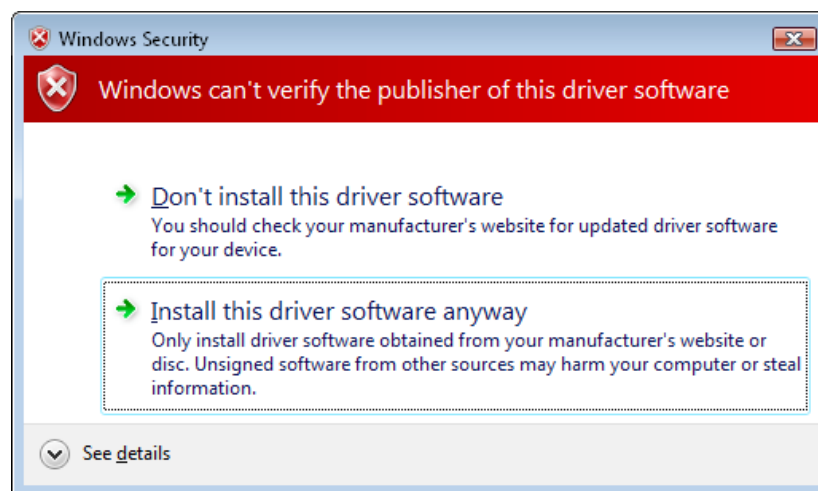 Windows Security
Windows can't verify the publisher of this driver software
Don't install this driver software
You should check your manufacturer's website for updated driver software
for your device.
Install this driver software anyway
Only install driver software obtained from your manufacturer's website or
disc. Unsigned software from other sources may harm your computer or steal
information.
See details